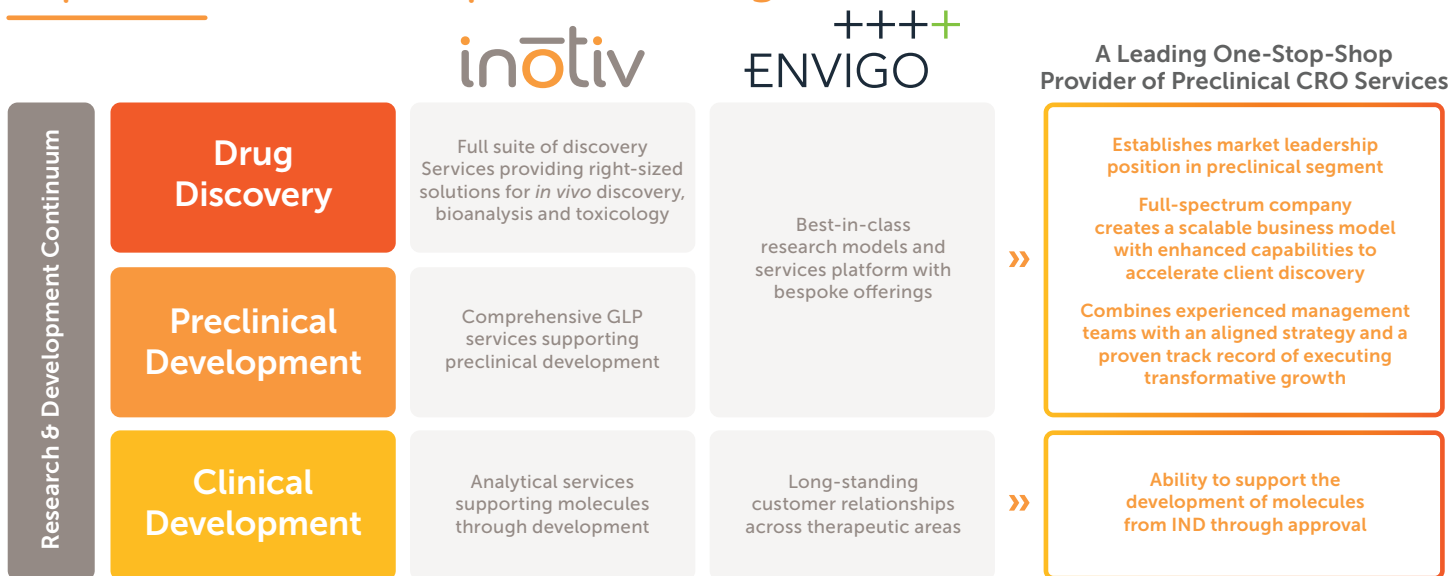 inotiv
++++
ENVIGO
A Leading One-Stop-Shop
Provider of Preclinical CRO Services
Research & Development Continuum
Drug
Discovery
Full suite of discovery
Services providing right-sized
solutions for in vivo discovery,
bioanalysis and toxicology
Best-in-class
research models and
services platform with
bespoke offerings
»
Establishes market leadership
position in preclinical segment
Full-spectrum company
creates a scalable business model
with enhanced capabilities to
accelerate client discovery
Combines experienced management
teams with an aligned strategy and a
proven track record of executing
transformative growth
Preclinical
Development
Comprehensive GLP
services supporting
preclinical development
Clinical
Development
Analytical services
supporting molecules
through development
Long-standing
customer relationships
across therapeutic areas
»
Ability to support the
development of molecules
from IND through approval